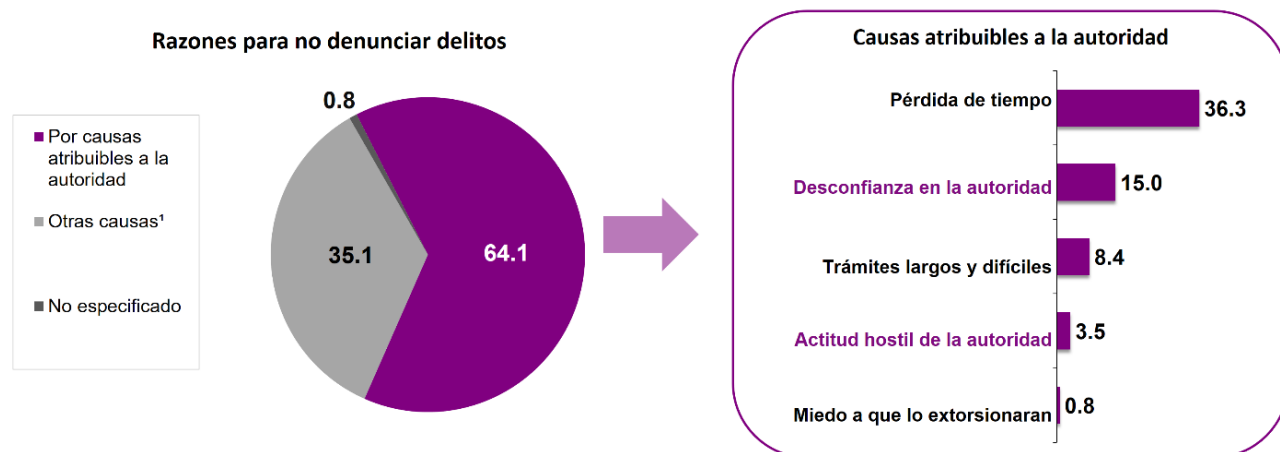 Razones para no denunciar delitos
Por causas
atribuibles a la
autoridad
Otras causas¹
No especificado
0.8
35.1
64.1
Causas atribuibles a la autoridad
Pérdida de tiempo
36.3
Desconfianza en la autoridad
15.0
Trámites largos y difíciles
8.4
Actitud hostil de la autoridad
3.5
Miedo a que lo extorsionaran
0.8